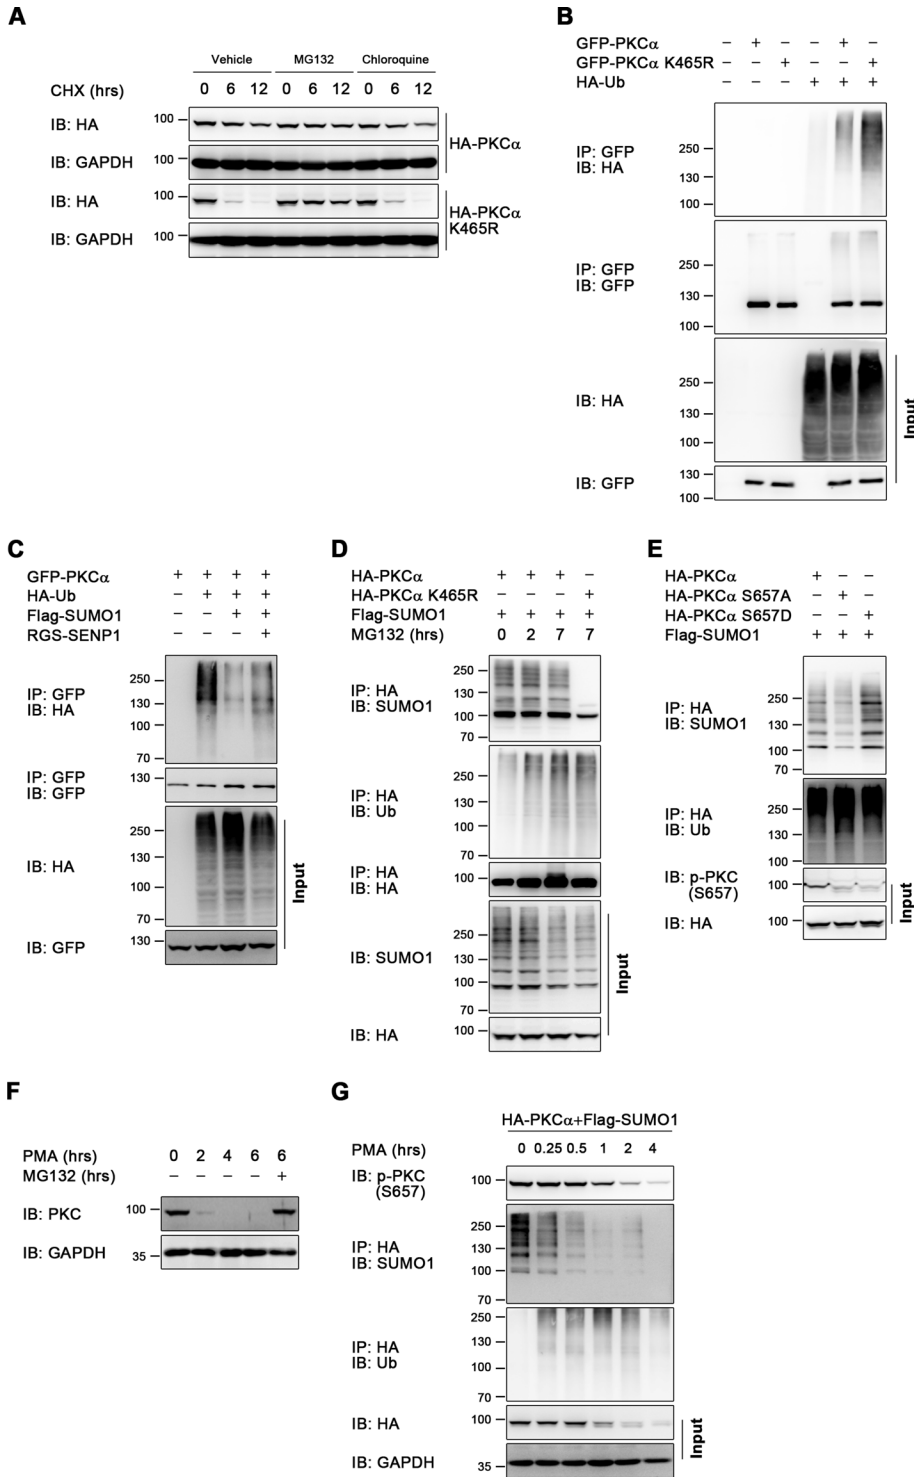 A
Vehicle MG132 Chloroquine
CHX (hrs) 0 6 12 0 6 12 0 6 12
IB: HA 100
HA-PKCα
IB: GAPDH 100
IB: HA 100
HA-PKCα
K465R
IB: GAPDH 100
B
GFP-PKCα – + – – + –
GFP-PKCα K465R – – + – – +
HA-Ub – – – + + +
IP: GFP
IB: HA
250
130
100
IP: GFP
IB: GFP
250
130
100
IB: HA
250
130
100
IB: GFP
130
100
Input
C
GFP-PKCα + + + +
HA-Ub – + + +
Flag-SUMO1 – – + +
RGS-SENP1 – – – +
IP: GFP
IB: HA
250
130
100
70
IP: GFP
IB: GFP
130
IB: HA
250
130
100
70
IB: GFP
130
Input
D
HA-PKCα + + + –
HA-PKCα K465R – – – +
Flag-SUMO1 + + + +
MG132 (hrs) 0 2 7 7
IP: HA
IB: SUMO1
250
130
100
70
IP: HA
IB: Ub
250
130
100
70
IP: HA
IB: HA
100
IB: SUMO1
250
130
100
70
IB: HA
100
Input
E
HA-PKCα + – –
HA-PKCα S657A – + –
HA-PKCα S657D – – +
Flag-SUMO1 + + +
IP: HA
IB: SUMO1
250
130
100
70
IP: HA
IB: Ub
250
130
100
IB: p-PKC
(S657)
100
IB: HA
100
Input
F
PMA (hrs) 0 2 4 6 6
MG132 (hrs) – – – – +
IB: PKC 100
IB: GAPDH 35
G
HA-PKCα+Flag-SUMO1
PMA (hrs) 0 0.25 0.5 1 2 4
IB: p-PKC
(S657)
100
IP: HA
IB: SUMO1
250
130
100
70
IP: HA
IB: Ub
250
130
100
70
IB: HA
100
IB: GAPDH
35
Input